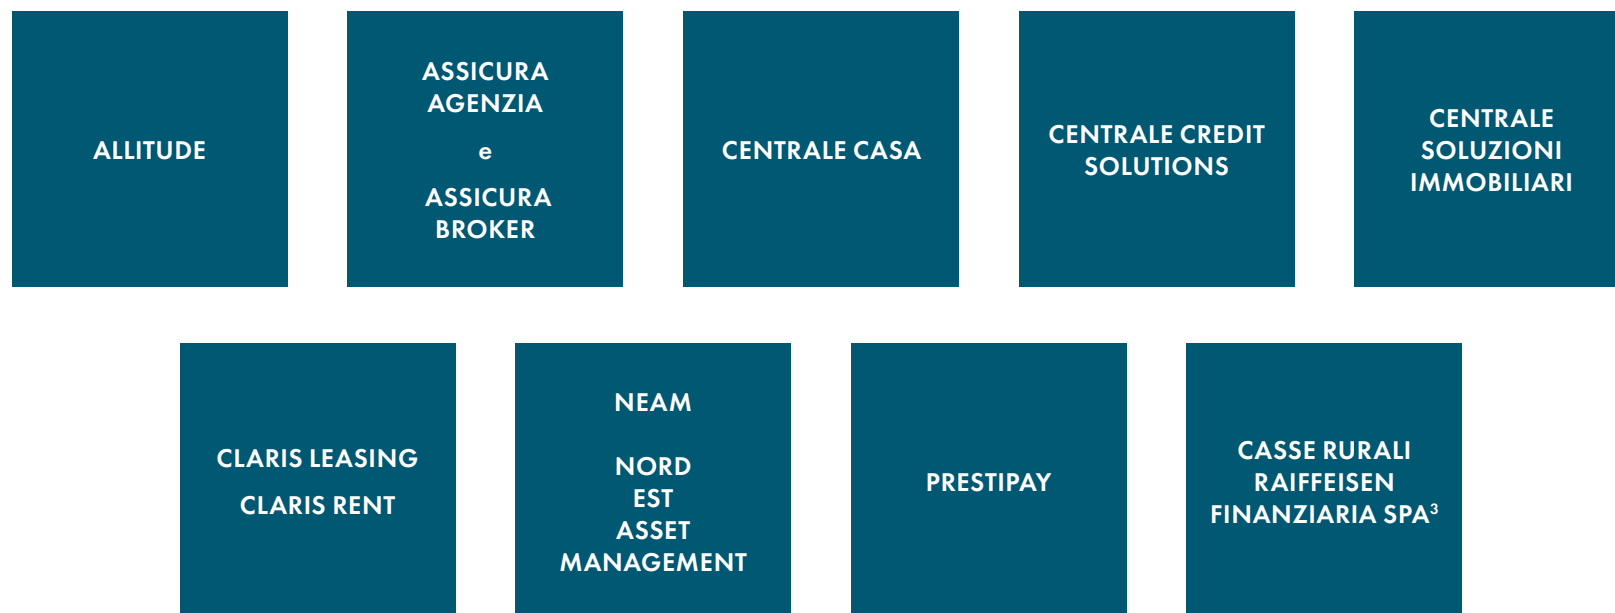 ALLITUDE
ASSICURA
AGENZIA
e
ASSICURA
BROKER
CENTRALE CASA
CENTRALE CREDIT
SOLUTIONS
CENTRALE
SOLUZIONI
IMMOBILIARI
CLARIS LEASING
CLARIS RENT
NEAM
NORD
EST
ASSET
MANAGEMENT
PRESTIPAY
CASSE RURALI
RAIFFEISEN
FINANZIARIA SPA³